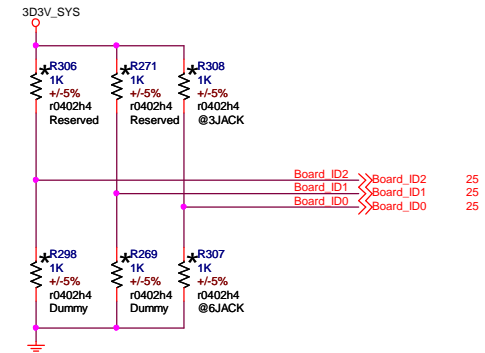 3D3V_SYS
*R306
1K
+/-5%
r0402h4
Reserved
*R271
1K
+/-5%
r0402h4
Reserved
*R308
1K
+/-5%
r0402h4
@3JACK
Board_ID2 Board_ID2 25
Board_ID1 Board_ID1 25
Board_ID0 Board_ID0 25
*R298
1K
+/-5%
r0402h4
Dummy
*R269
1K
+/-5%
r0402h4
Dummy
*R307
1K
+/-5%
r0402h4
@6JACK